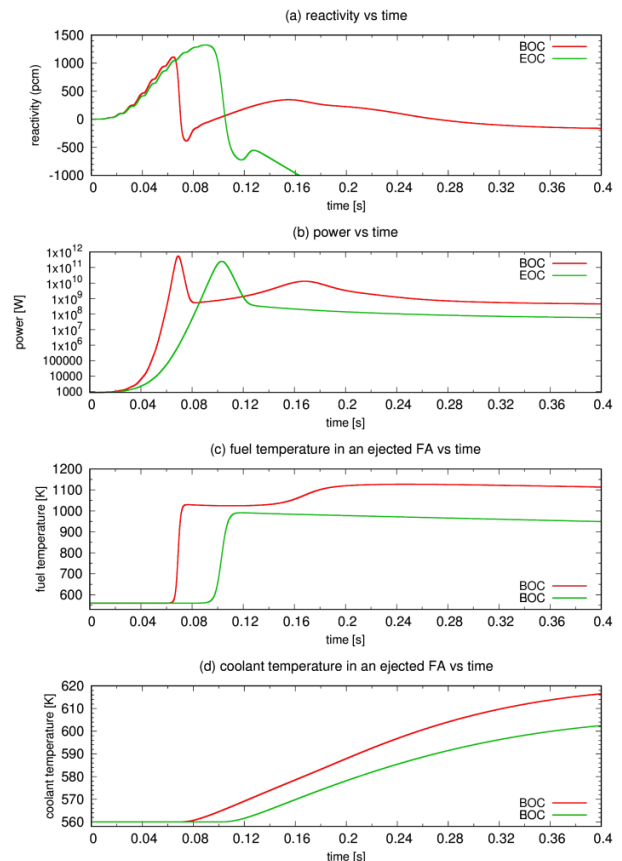 (a) reactivity vs time
reactivity (pcm)
1500
1000
500
0
-500
-1000
BOC
EOC
0 0.04 0.08 0.12 0.16 0.2 0.24 0.28 0.32 0.36 0.4
time [s]
(b) power vs time
power [W]
1x10^12
1x10^11
1x10^10
1x10^9
1x10^8
1x10^7
1x10^6
100000
10000
1000
BOC
EOC
0 0.04 0.08 0.12 0.16 0.2 0.24 0.28 0.32 0.36 0.4
time [s]
(c) fuel temperature in an ejected FA vs time
fuel temperature [K]
1200
1100
1000
900
800
700
600
BOC
BOC
0 0.04 0.08 0.12 0.16 0.2 0.24 0.28 0.32 0.36 0.4
time [s]
(d) coolant temperature in an ejected FA vs time
coolant temperature [K]
620
610
600
590
580
570
560
BOC
BOC
0 0.04 0.08 0.12 0.16 0.2 0.24 0.28 0.32 0.36 0.4
time [s]